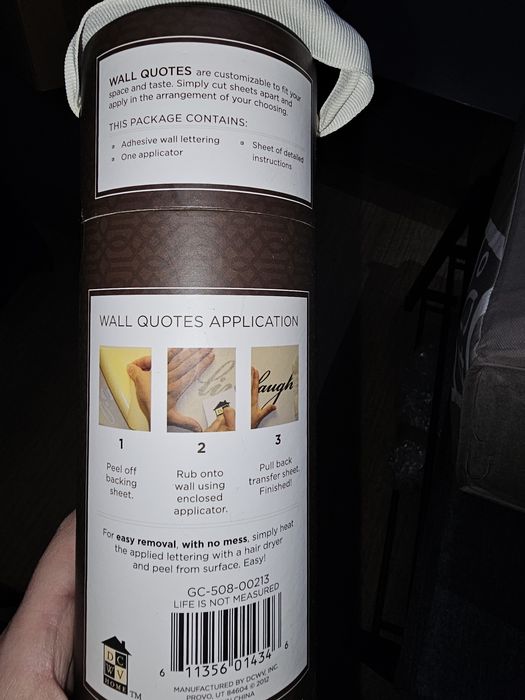 WALL QUOTES are customizable to fit your
space and taste. Simply cut sheets apart and
apply in the arrangement of your choosing.
THIS PACKAGE CONTAINS:
Adhesive wall lettering
One applicator
Sheet of detailed
instructions
WALL QUOTES APPLICATION
laugh
1
Peel off
backing
sheet.
2
Rub onto
wall using
enclosed
applicator.
3
Pull back
transfer sheet.
Finished!
For easy removal, with no mess, simply heat
the applied lettering with a hair dryer
and peel from surface. Easy!
GC-508-00213
LIFE IS NOT MEASURED
6 11356 01434 6
DCWV
HOME
TM
MANUFACTURED BY DCWV, INC.
PROVO, UT 84604 © 2012
CHINA